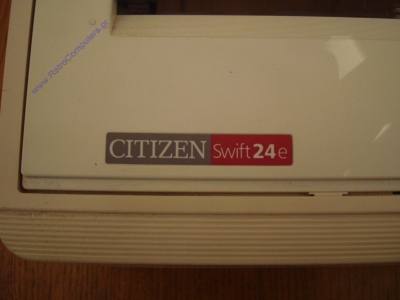 www.RetroComputers.gr
CITIZEN Swift 24e